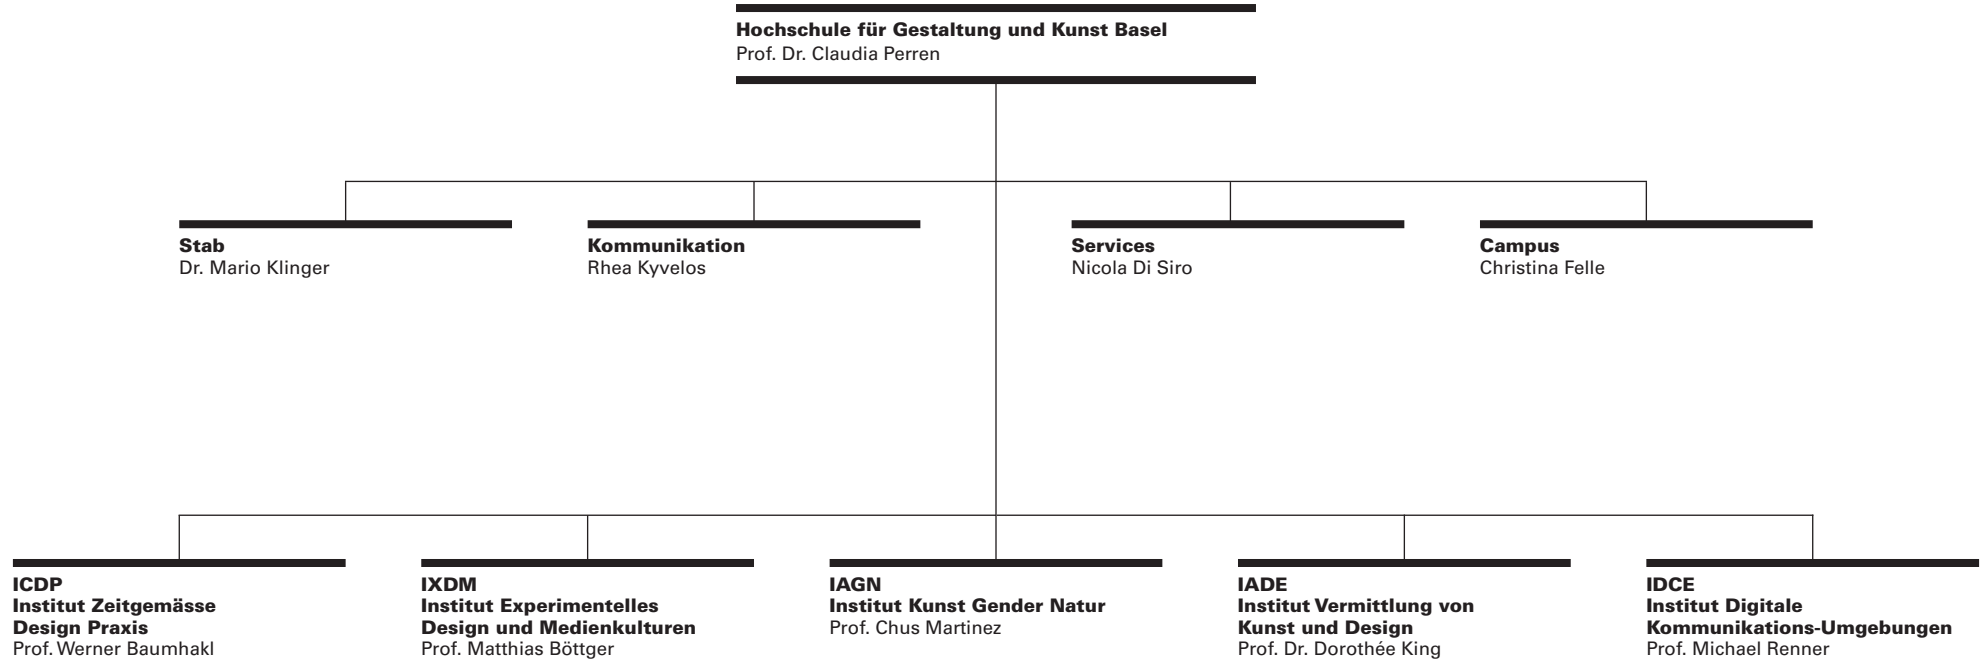 Hochschule für Gestaltung und Kunst Basel
Prof. Dr. Claudia Perren
Stab
Dr. Mario Klinger
Kommunikation
Rhea Kyvelos
Services
Nicola Di Siro
Campus
Christina Felle
ICDP
Institut Zeitgemässe
Design Praxis
Prof. Werner Baumhakl
IXDM
Institut Experimentelles
Design und Medienkulturen
Prof. Matthias Böttger
IAGN
Institut Kunst Gender Natur
Prof. Chus Martinez
IADE
Institut Vermittlung von
Kunst und Design
Prof. Dr. Dorothée King
IDCE
Institut Digitale
Kommunikations-Umgebungen
Prof. Michael Renner